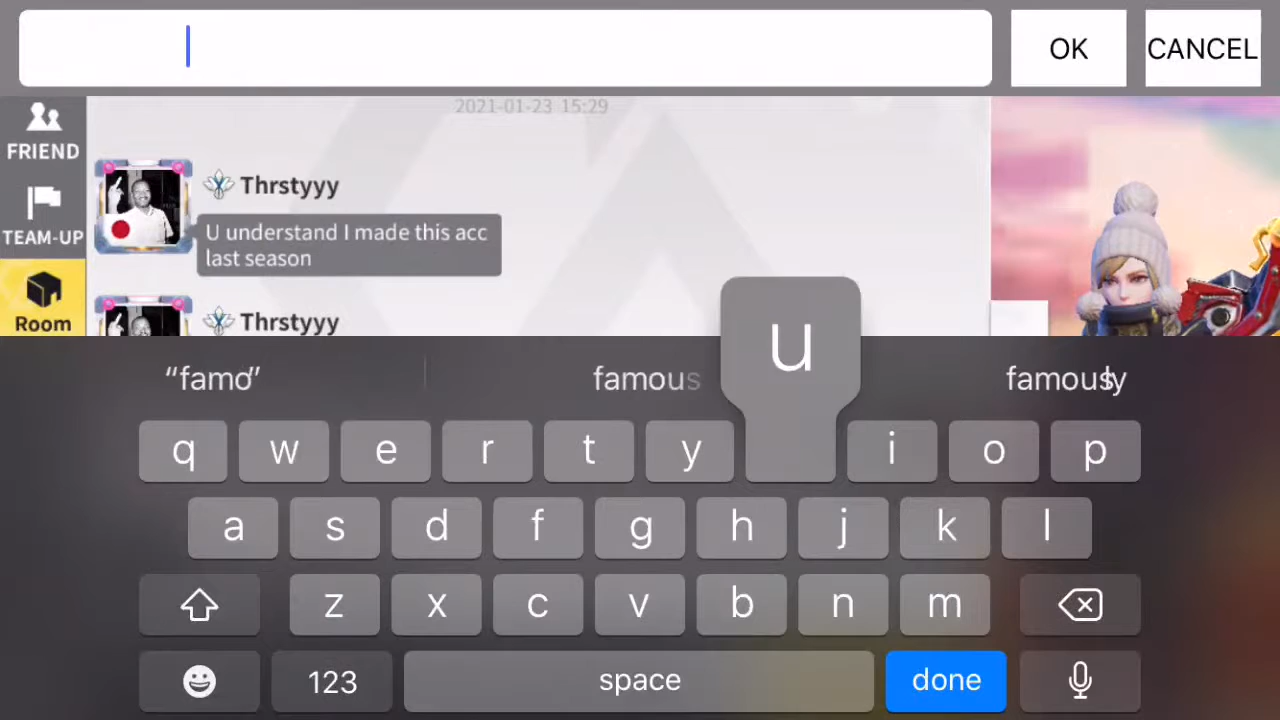 OK
CANCEL
2021-01-23 15:29
FRIEND
Thrstyyy
U understand I made this acc
last season
TEAM-UP
Thrstyyy
Room
“famo”
famous
famously
u
q w e r t y i o p
a s d f g h j k l
z x c v b n m
123
space
done